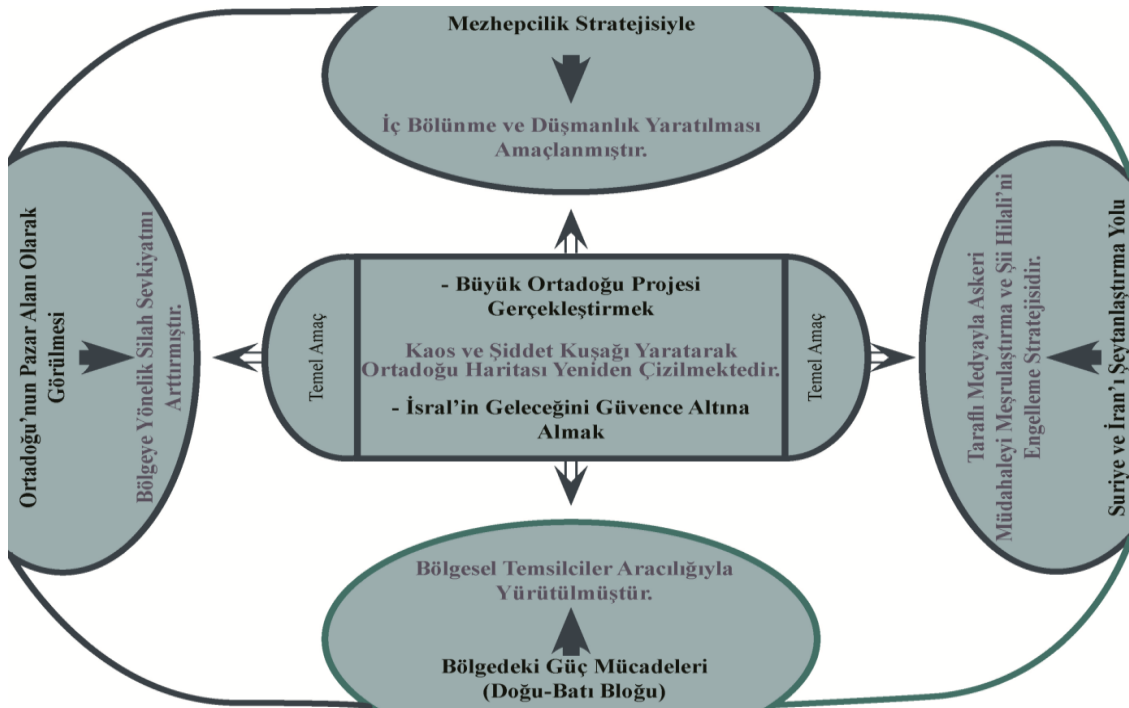 Mezhepcilik Stratejisiyle
İç Bölünme ve Düşmanlık Yaratılması
Amaçlanmıştır.
Ortadoğu'nun Pazar Alanı Olarak
Görülmesi
Bölgeye Yönelik Silah Sevkiyatını
Arttırmıştır.
Temel Amaç
- Büyük Ortadoğu Projesi
Gerçekleştirmek
Kaos ve Şiddet Kuşağı Yaratarak
Ortadoğu Haritası Yeniden Çizilmektedir.
- İsral'in Geleceğini Güvence Altına
Almak
Temel Amaç
Taraflı Medyayla Askeri
Müdahaleyi Meşrulaştırma ve Şii Hilali'ni
Engelleme Stratejisidir.
Suriye ve İran'ı Şeytanlaştırma Yolu
Bölgesel Temsilciler Aracılığıyla
Yürütülmüştür.
Bölgedeki Güç Mücadeleri
(Doğu-Batı Bloğu)